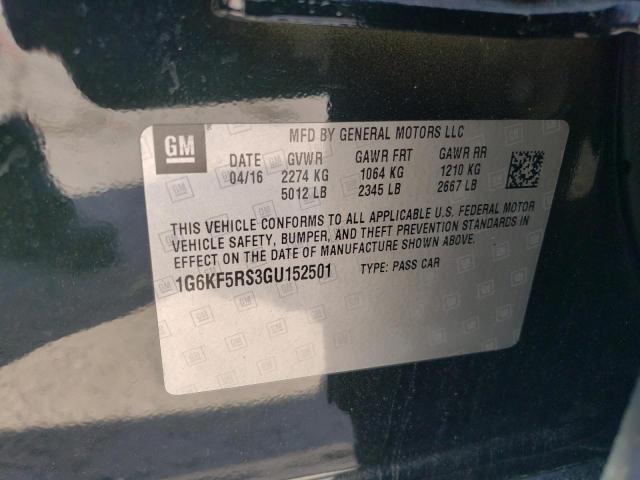 GM
MFD BY GENERAL MOTORS LLC
DATE GVWR GAWR FRT GAWR RR
04/16 2274 KG 1064 KG 1210 KG
5012 LB 2345 LB 2667 LB
THIS VEHICLE CONFORMS TO ALL APPLICABLE U.S. FEDERAL MOTOR
VEHICLE SAFETY, BUMPER, AND THEFT PREVENTION STANDARDS IN
EFFECT ON THE DATE OF MANUFACTURE SHOWN ABOVE.
1G6KF5RS3GU152501 TYPE: PASS CAR